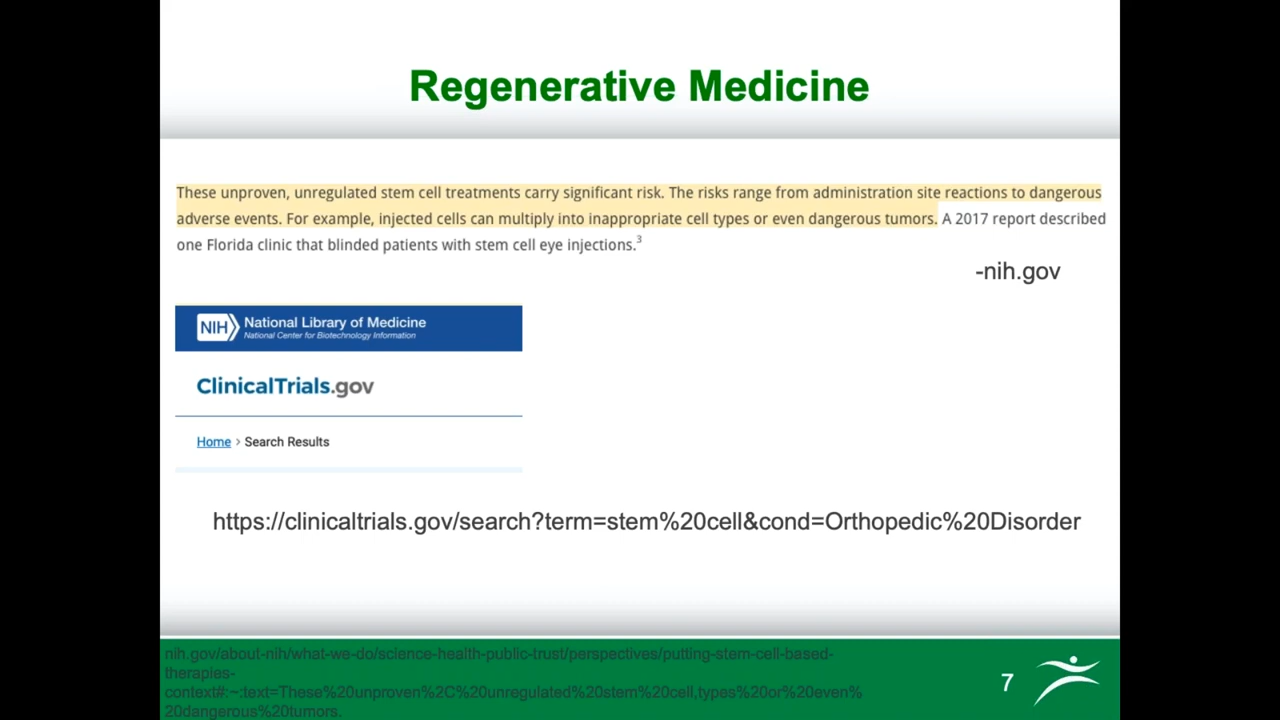 Regenerative Medicine
These unproven, unregulated stem cell treatments carry significant risk. The risks range from administration site reactions to dangerous
adverse events. For example, injected cells can multiply into inappropriate cell types or even dangerous tumors. A 2017 report described
one Florida clinic that blinded patients with stem cell eye injections.3
-nih.gov
NIH National Library of Medicine
National Center for Biotechnology Information
ClinicalTrials.gov
Home > Search Results
https://clinicaltrials.gov/search?term=stem%20cell&cond=Orthopedic%20Disorder
nih.gov/about-nih/what-we-do/science-health-public-trust/perspectives/putting-stem-cell-based-
therapies-
context#:~:text=These%20unproven%2C%20unregulated%20stem%20cell,types%20or%20even%
20dangerous%20tumors.
7